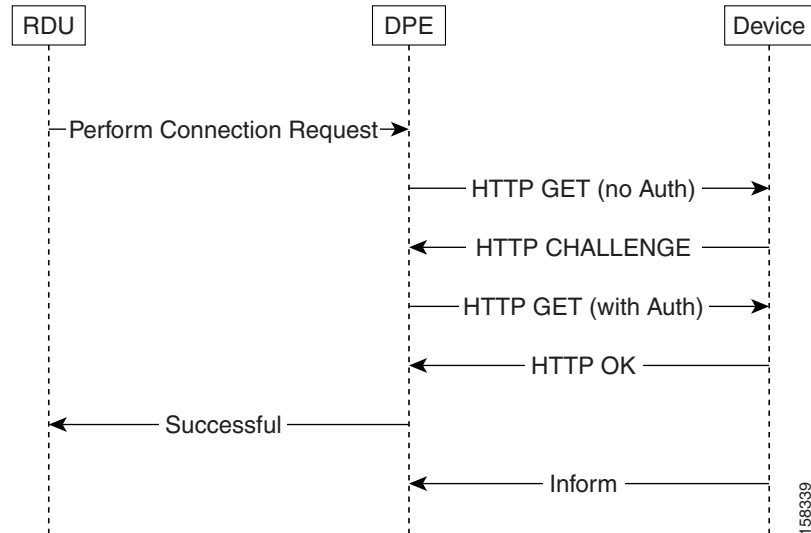 RDU
DPE
Device
Perform Connection Request
HTTP GET (no Auth)
HTTP CHALLENGE
HTTP GET (with Auth)
HTTP OK
Successful
Inform
158339